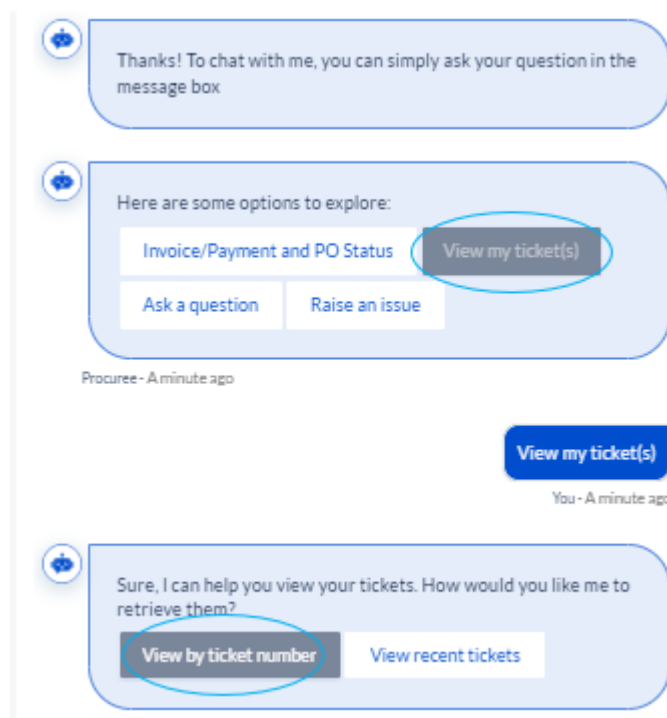 Thanks! To chat with me, you can simply ask your question in the
message box
Here are some options to explore:
Invoice/Payment and PO Status
View my ticket(s)
Ask a question
Raise an issue
Procuree - A minute ago
View my ticket(s)
You - A minute ago
Sure, I can help you view your tickets. How would you like me to
retrieve them?
View by ticket number
View recent tickets